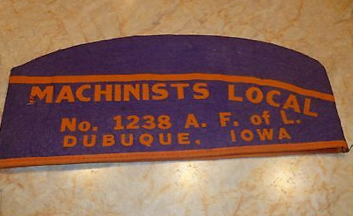 MACHINISTS LOCAL
No. 1238 A. F. of L.
DUBUQUE, IOWA